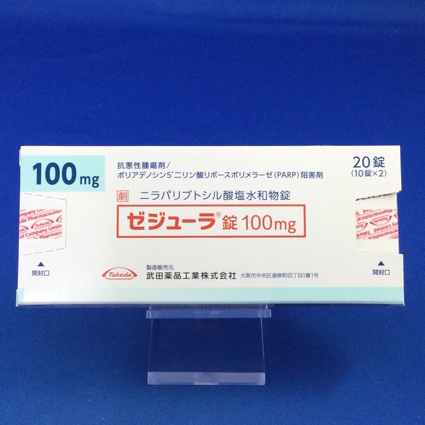 100mg
抗悪性腫瘍剤/
ポリアデノシン5'ニリン酸リボースポリメラーゼ(PARP)阻害剤
20錠
(10錠×2)
劇 ニラパリブトシル酸塩水和物錠
ゼジューラ®錠100mg
開封口
開封口
Takeda
製造販売元
武田薬品工業株式会社 大阪市中央区道修町四丁目1番1号